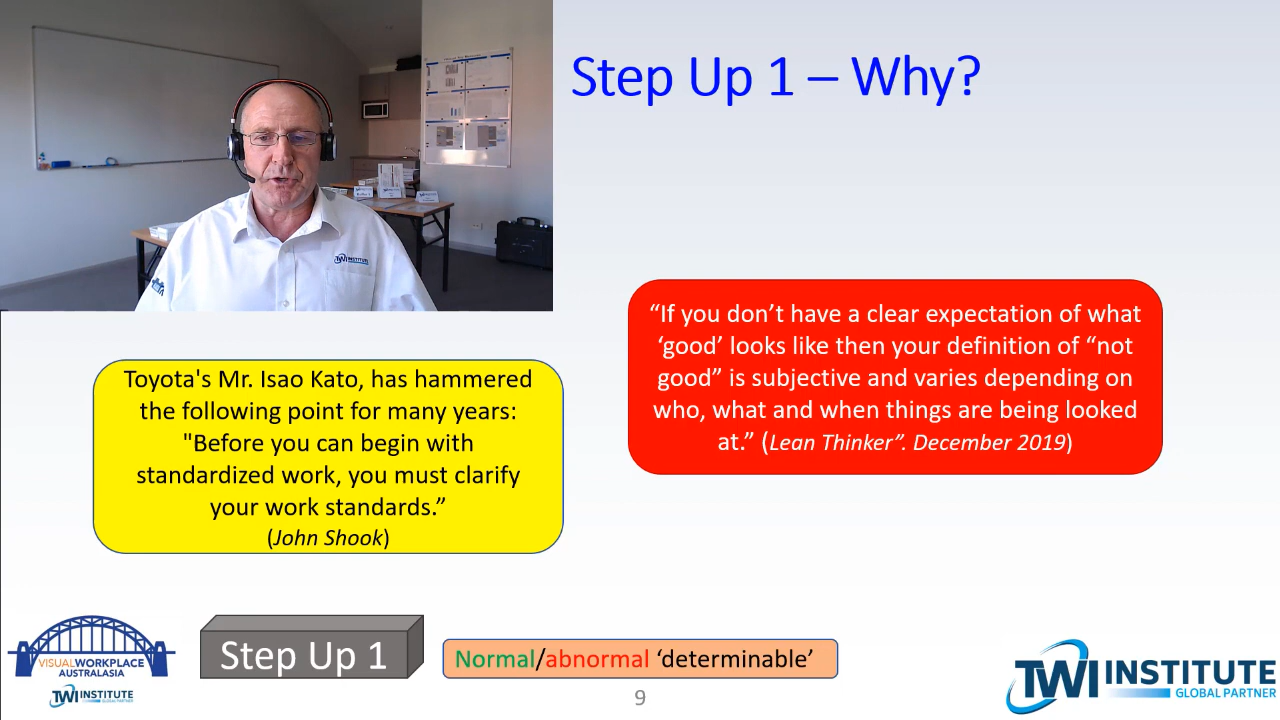 Step Up 1 – Why?
TWI INSTITUTE
“If you don’t have a clear expectation of what
‘good’ looks like then your definition of “not
good” is subjective and varies depending on
who, what and when things are being looked
at.” (Lean Thinker”. December 2019)
Toyota's Mr. Isao Kato, has hammered
the following point for many years:
"Before you can begin with
standardized work, you must clarify
your work standards.”
(John Shook)
VISUALWORKPLACE
AUSTRALASIA
TWI INSTITUTE
Step Up 1
Normal/abnormal ‘determinable’
9
TWI INSTITUTE
GLOBAL PARTNER